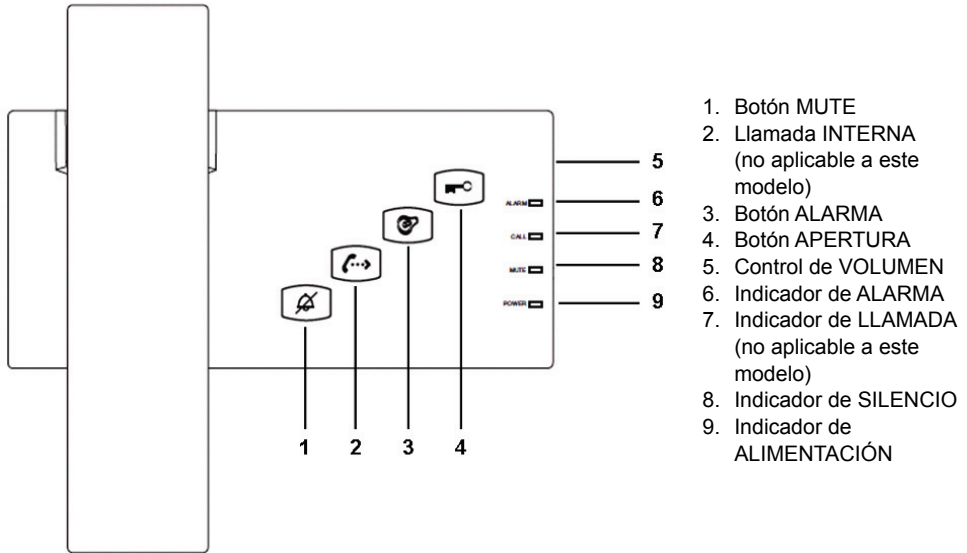 5
ALARM
6
CALL
7
MUTE
8
POWER
9
1
2
3
4
1. Botón MUTE
2. Llamada INTERNA
(no aplicable a este
modelo)
3. Botón ALARMA
4. Botón APERTURA
5. Control de VOLUMEN
6. Indicador de ALARMA
7. Indicador de LLAMADA
(no aplicable a este
modelo)
8. Indicador de SILENCIO
9. Indicador de
ALIMENTACIÓN